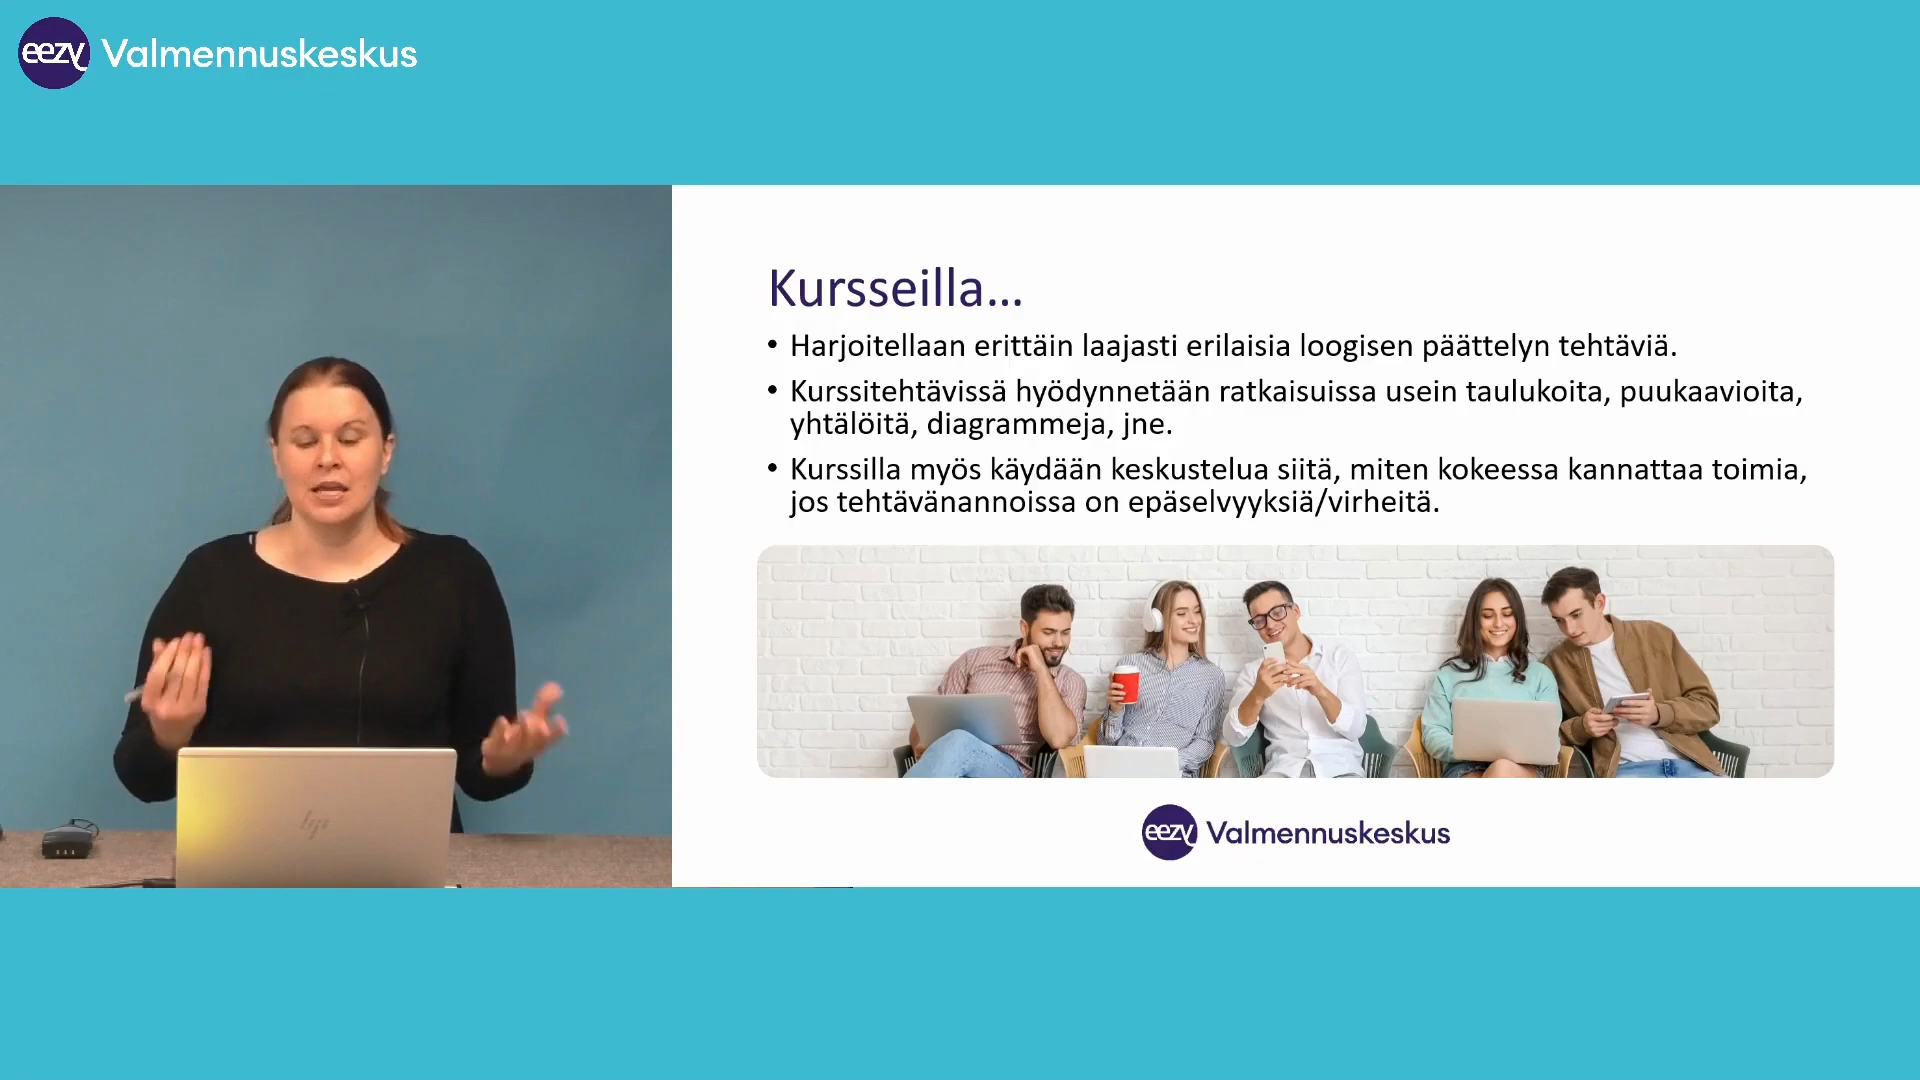 eezy Valmennuskeskus
Kursseilla...
• Harjoitellaan erittäin laajasti erilaisia loogisen päättelyn tehtäviä.
• Kurssitehtävissä hyödynnetään ratkaisuissa usein taulukoita, puukaavioita,
yhtälöitä, diagrammeja, jne.
• Kurssilla myös käydään keskustelua siitä, miten kokeessa kannattaa toimia,
jos tehtävänannoissa on epäselvyyksiä/virheitä.
hp
eezy Valmennuskeskus